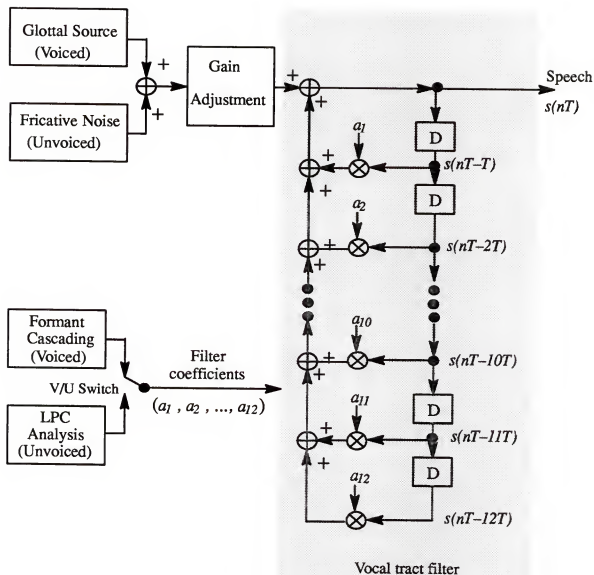 Glottal Source
(Voiced)
Fricative Noise
(Unvoiced)
+
+
Gain
Adjustment
+
+
Speech
s(nT)
D
a1
+
+
s(nT–T)
D
a2
+
+
s(nT–2T)
Formant
Cascading
(Voiced)
V/U Switch
LPC
Analysis
(Unvoiced)
Filter
coefficients
(a1 , a2 , ..., a12)
a10
+
+
s(nT–10T)
D
a11
+
+
s(nT–11T)
D
a12
s(nT–12T)
Vocal tract filter